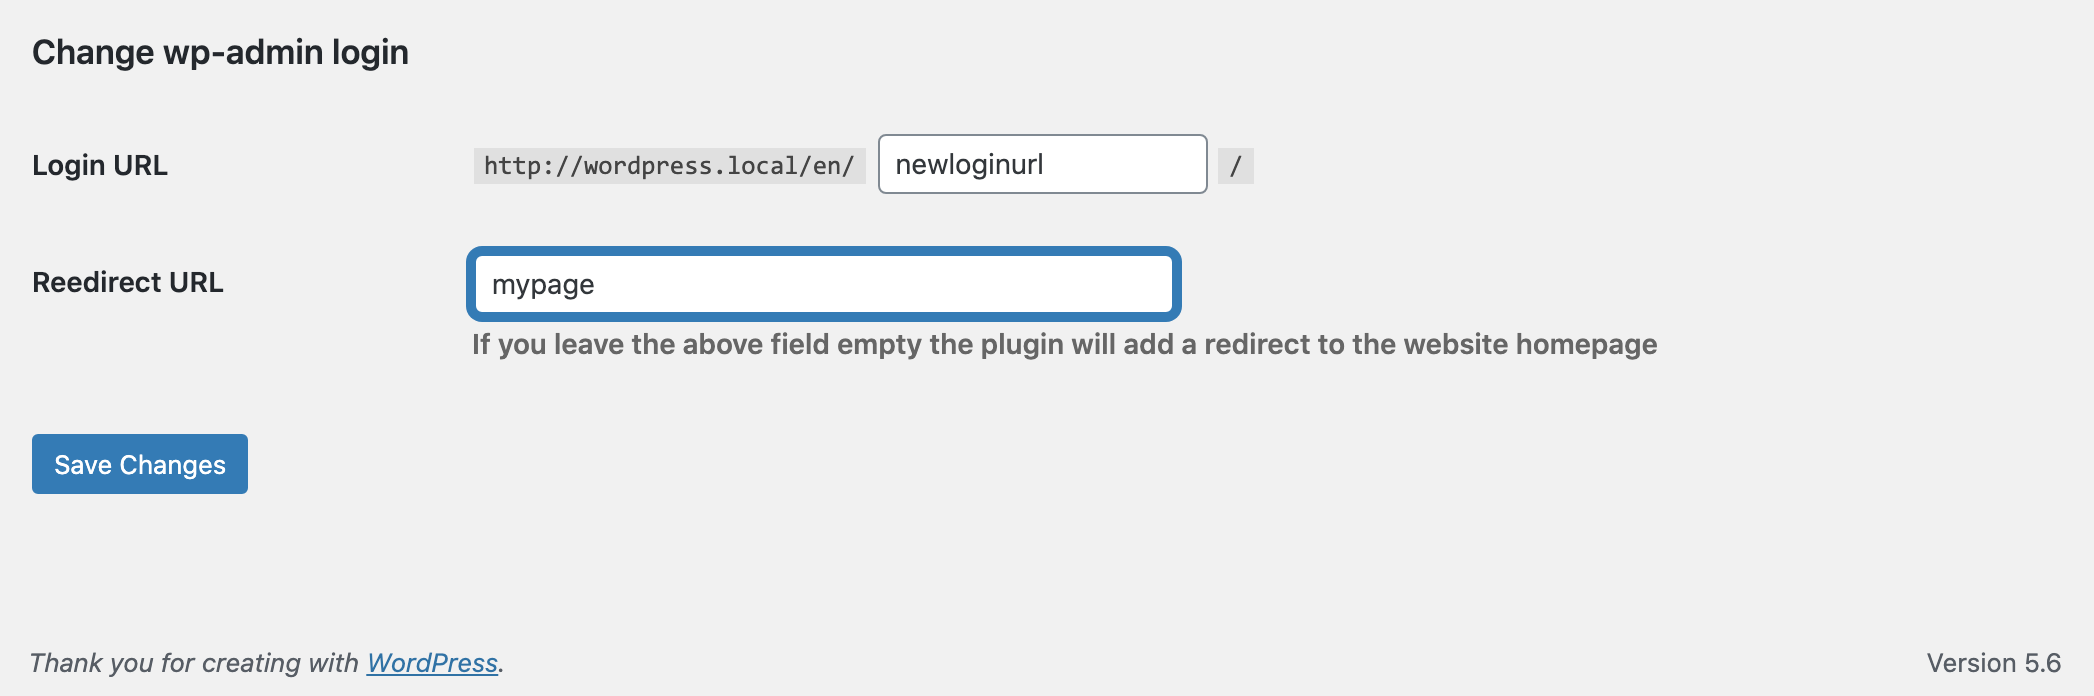 Change wp-admin login
Login URL http://wordpress.local/en/ newloginurl /
Reedirect URL mypage
If you leave the above field empty the plugin will add a redirect to the website homepage
Save Changes
Thank you for creating with WordPress. Version 5.6